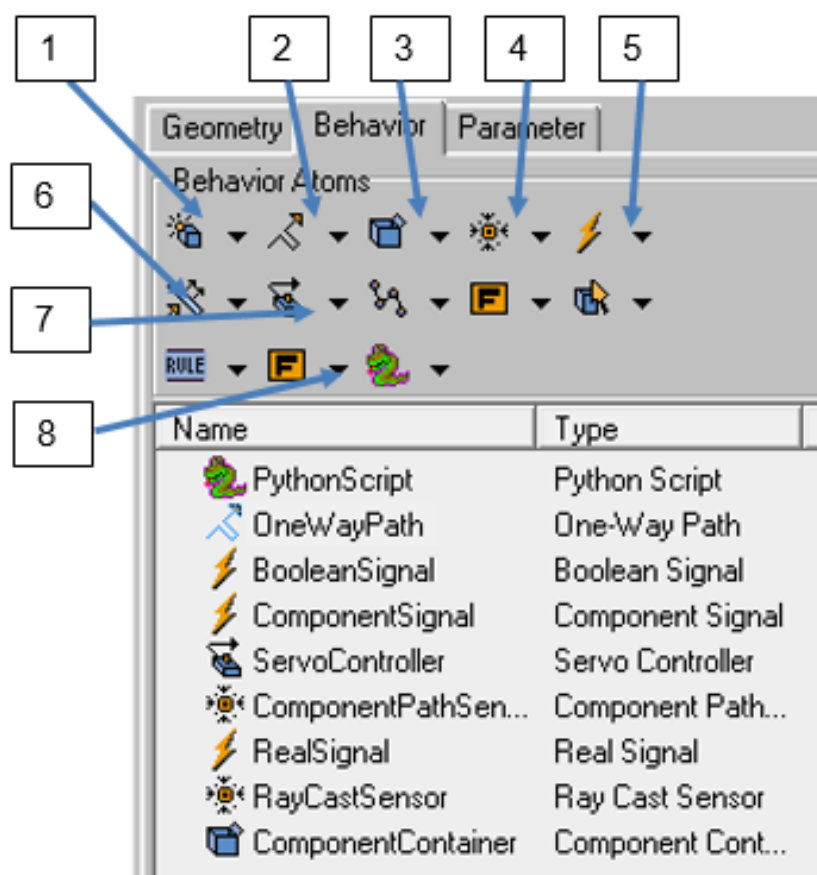 1 2 3 4 5
Geometry Behavior Parameter
Behavior Atoms
6
7
F
RULE F
8
Name Type
PythonScript Python Script
OneWayPath One-Way Path
BooleanSignal Boolean Signal
ComponentSignal Component Signal
ServoController Servo Controller
ComponentPathSen... Component Path...
RealSignal Real Signal
RayCastSensor Ray Cast Sensor
ComponentContainer Component Cont...